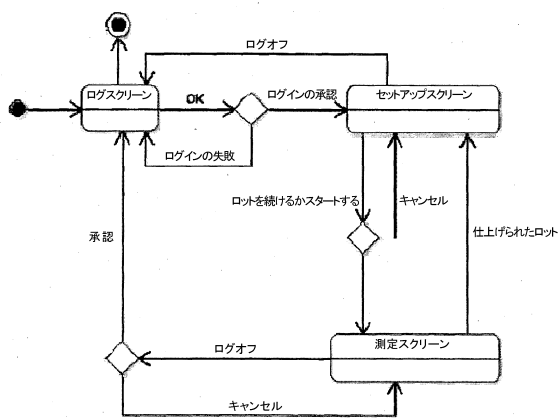 ログオフ
ログスクリーン
OK
ログインの承認
セットアップスクリーン
ログインの失敗
ロットを続けるかスタートする
キャンセル
仕上げられたロット
承認
測定スクリーン
ログオフ
キャンセル